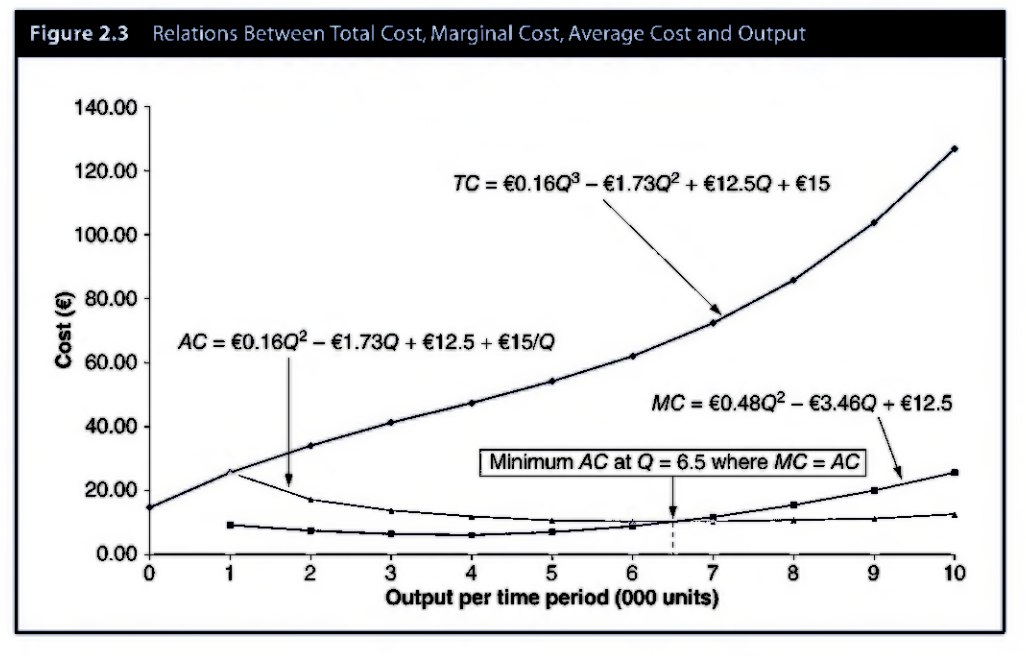 Figure 2.3 Relations Between Total Cost, Marginal Cost, Average Cost and Output
140.00
120.00
TC = €0.16Q³ – €1.73Q² + €12.5Q + €15
100.00
80.00
Cost (€)
AC = €0.16Q² – €1.73Q + €12.5 + €15/Q
60.00
MC = €0.48Q² – €3.46Q + €12.5
40.00
Minimum AC at Q = 6.5 where MC = AC
20.00
0.00
0 1 2 3 4 5 6 7 8 9 10
Output per time period (000 units)